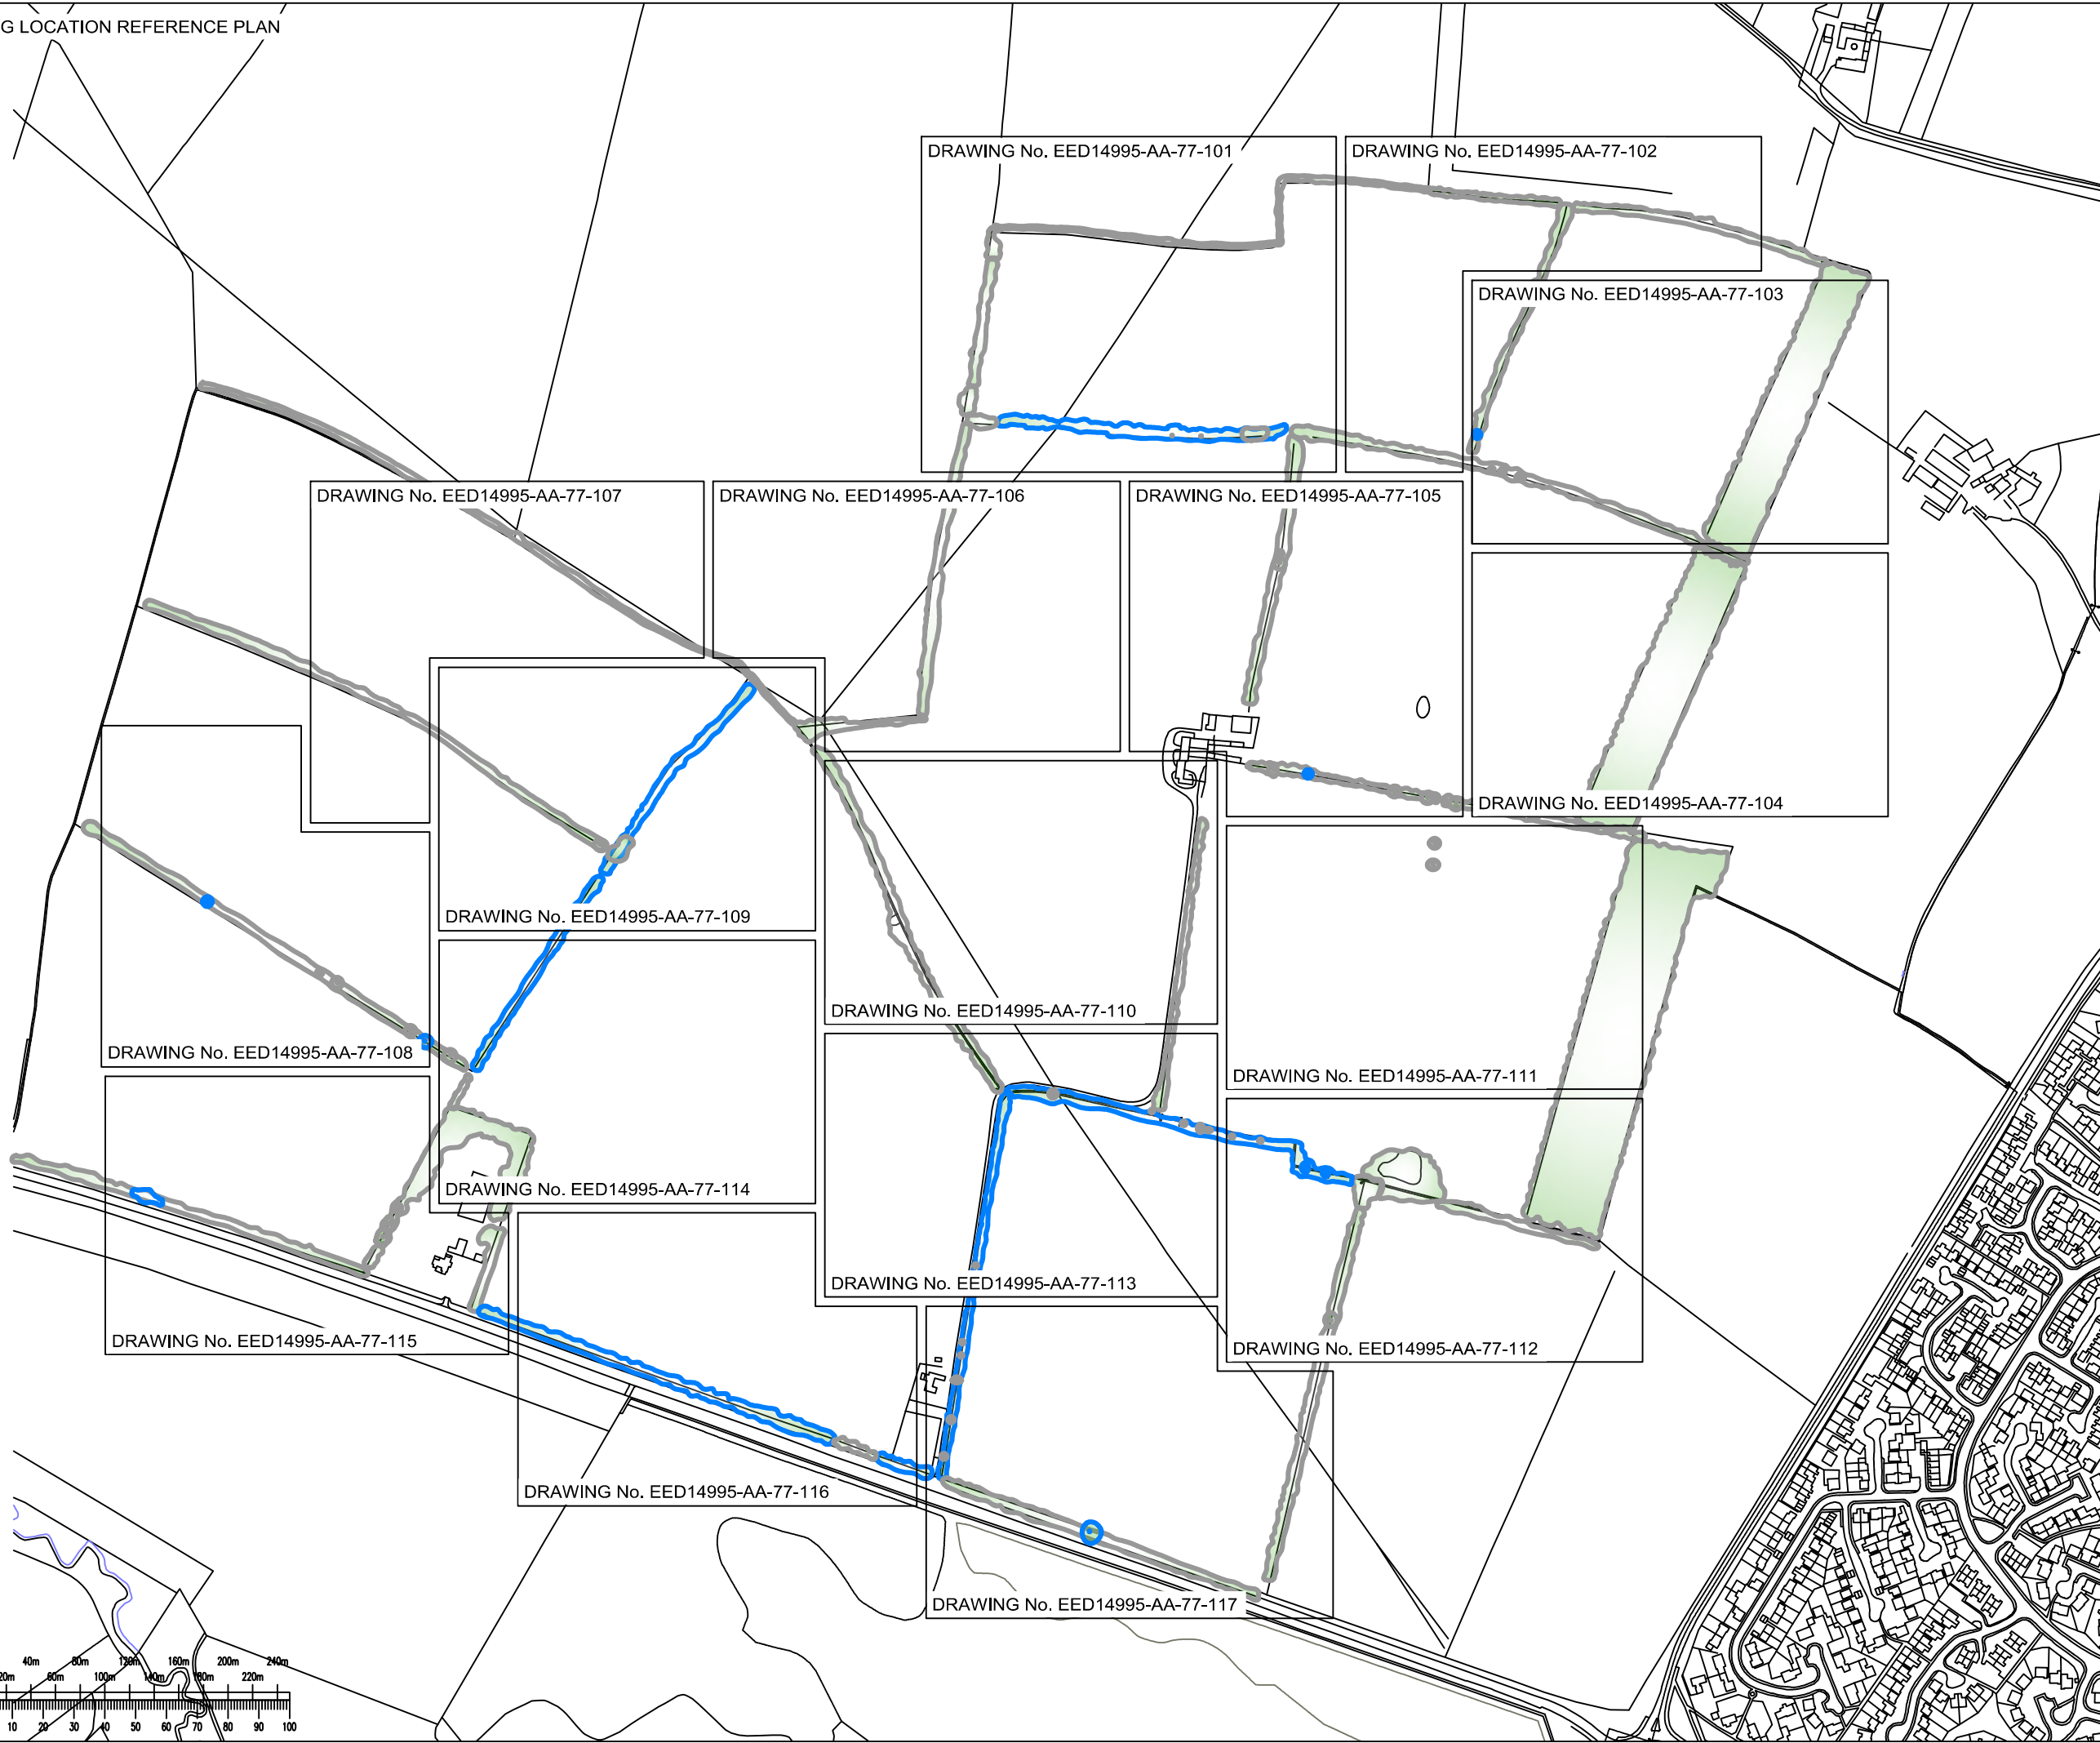 G LOCATION REFERENCE PLAN
DRAWING No. EED14995-AA-77-101
DRAWING No. EED14995-AA-77-102
DRAWING No. EED14995-AA-77-103
DRAWING No. EED14995-AA-77-107
DRAWING No. EED14995-AA-77-106
DRAWING No. EED14995-AA-77-105
DRAWING No. EED14995-AA-77-104
DRAWING No. EED14995-AA-77-109
DRAWING No. EED14995-AA-77-110
DRAWING No. EED14995-AA-77-108
DRAWING No. EED14995-AA-77-111
DRAWING No. EED14995-AA-77-114
DRAWING No. EED14995-AA-77-113
DRAWING No. EED14995-AA-77-115
DRAWING No. EED14995-AA-77-112
DRAWING No. EED14995-AA-77-116
DRAWING No. EED14995-AA-77-117
40m 80m 120m 160m 200m 240m
20m 60m 100m 140m 180m 220m
10 20 30 40 50 60 70 80 90 100